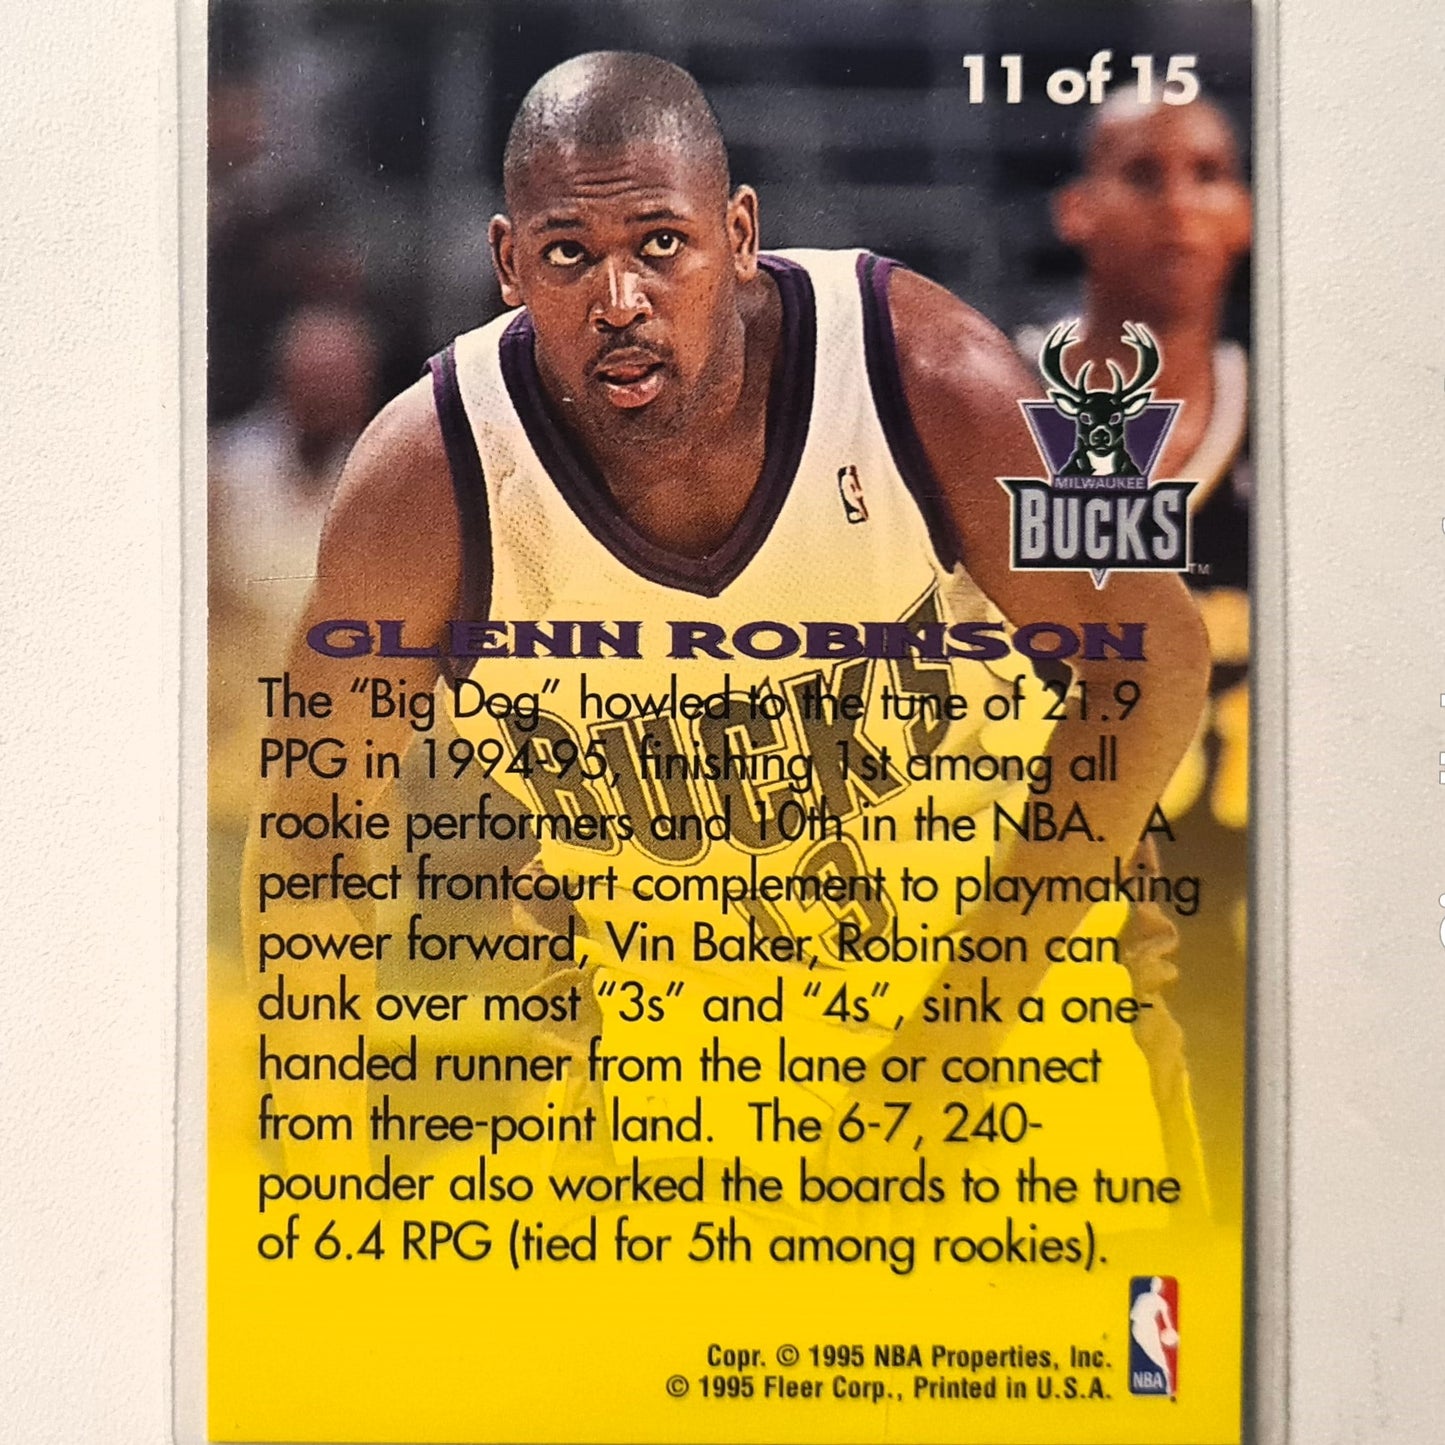 11 of 15
MILWAUKEE
BUCKS
TM
GLENN ROBINSON
BUCKS
13
The “Big Dog” howled to the tune of 21.9
PPG in 1994-95, finishing 1st among all
rookie performers and 10th in the NBA. A
perfect frontcourt complement to playmaking
power forward, Vin Baker, Robinson can
dunk over most “3s” and “4s”, sink a one-
handed runner from the lane or connect
from three-point land. The 6-7, 240-
pounder also worked the boards to the tune
of 6.4 RPG (tied for 5th among rookies).
Copr. © 1995 NBA Properties, Inc.
© 1995 Fleer Corp., Printed in U.S.A.
NBA